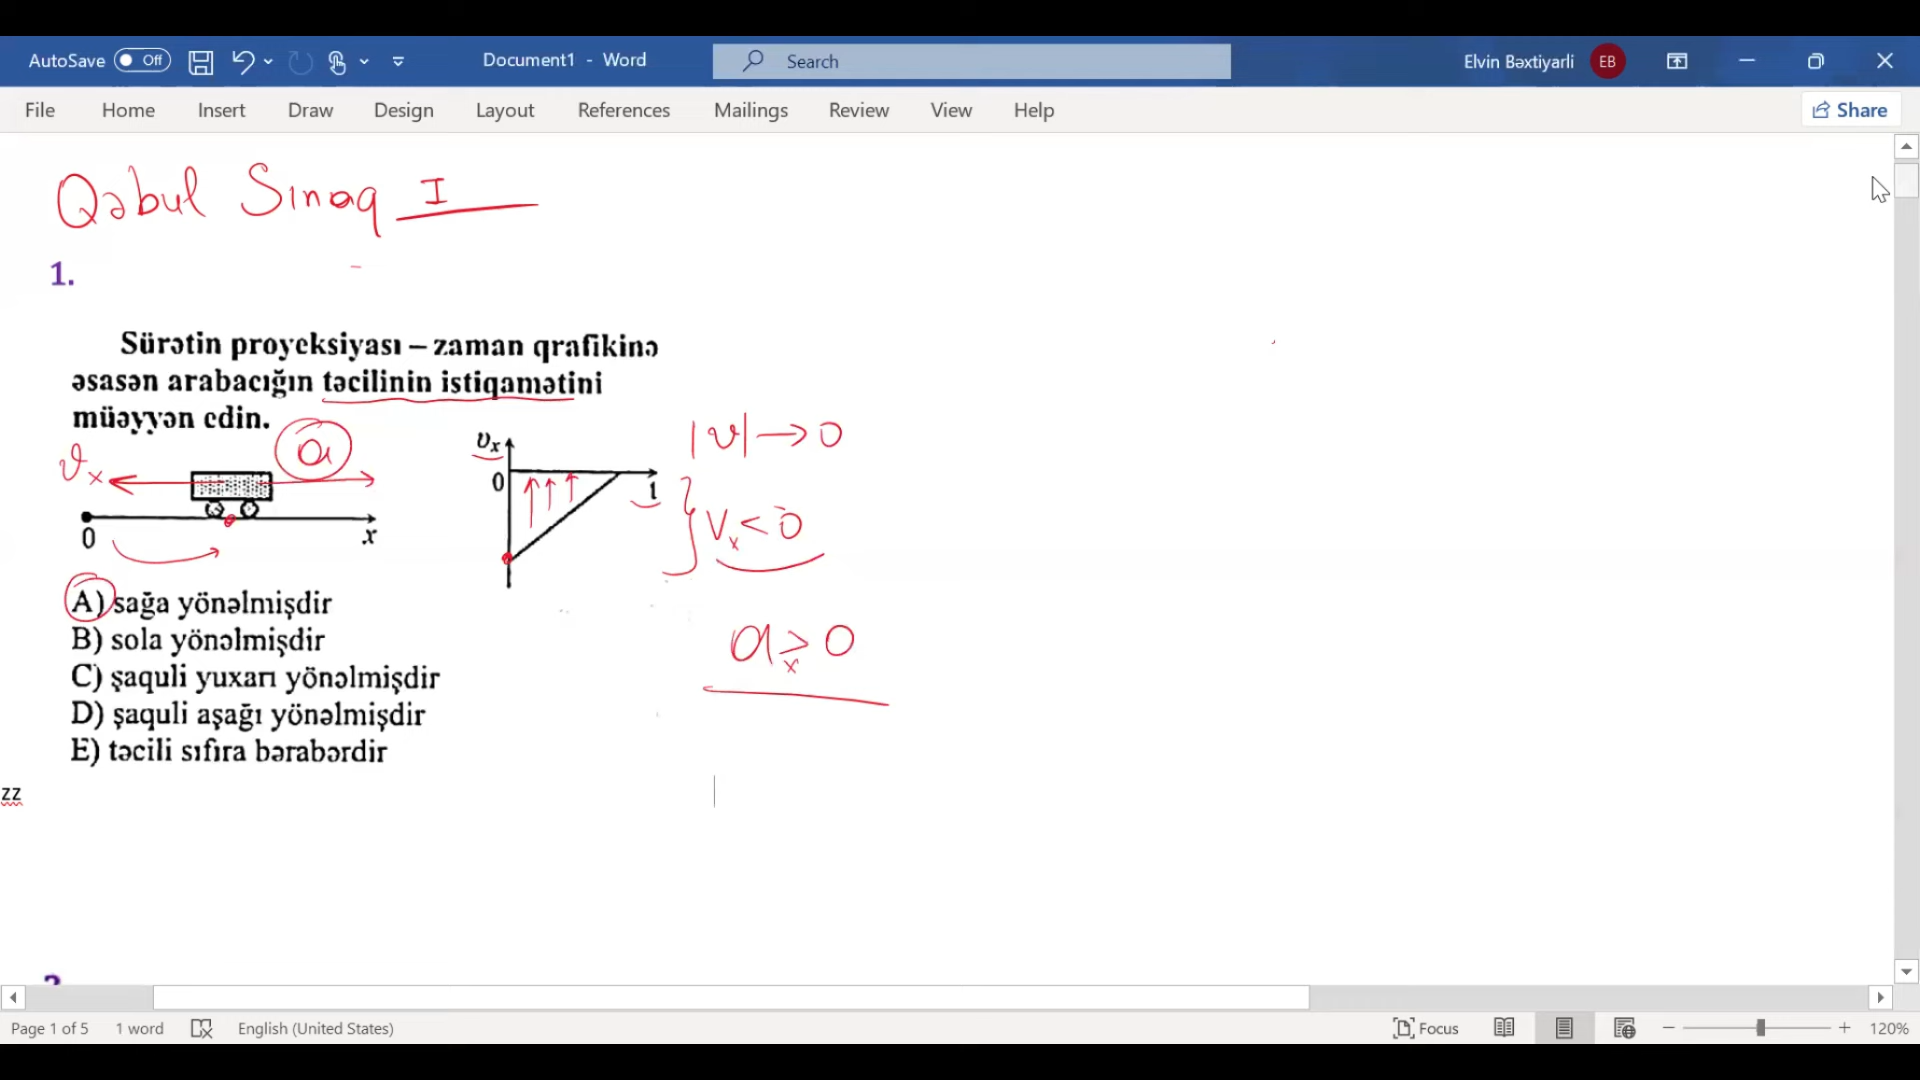 AutoSave Off Document1 - Word Search Elvin Bəxtiyarli EB
File Home Insert Draw Design Layout References Mailings Review View Help Share
Qəbul Sınaq I
1.
Sürətin proyeksiyası – zaman qrafikinə
əsasən arabacığın təcilinin istiqamətini
müəyyən edin.
ϑx a
υx
0 t
0 x
|v| → 0
Vx < 0
ax > 0
A) sağa yönəlmişdir
B) sola yönəlmişdir
C) şaquli yuxarı yönəlmişdir
D) şaquli aşağı yönəlmişdir
E) təcili sıfıra bərabərdir
zz
Page 1 of 5 1 word English (United States) Focus 120%